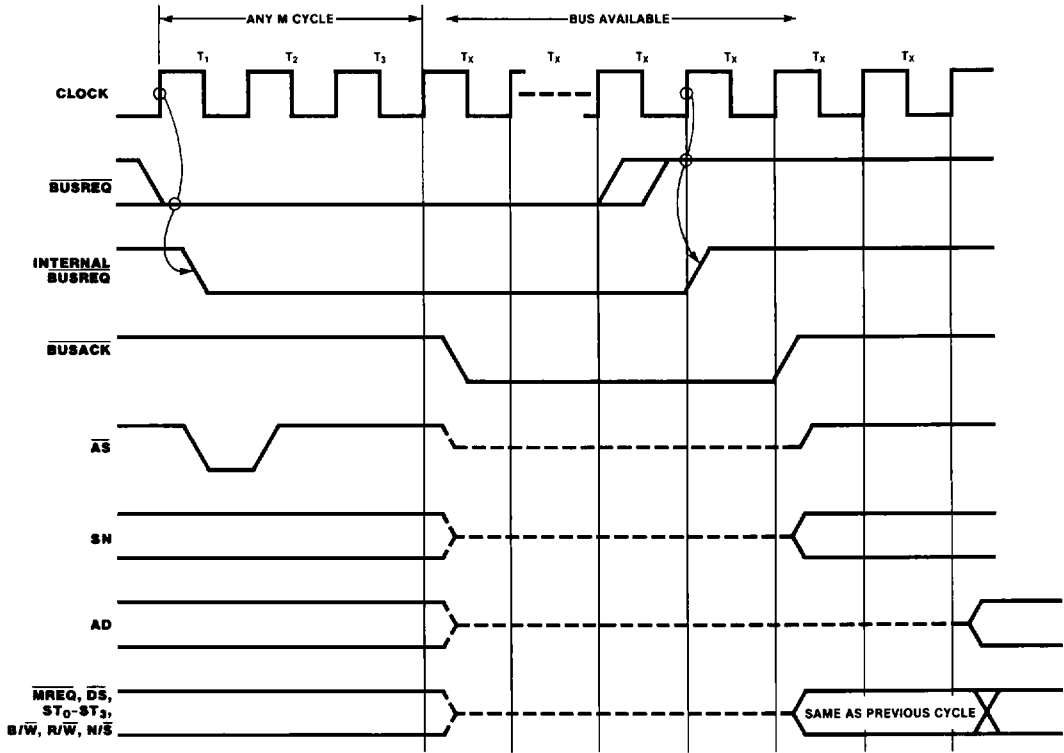 ANY M CYCLE
BUS AVAILABLE
T1 T2 T3 TX TX TX TX TX TX
CLOCK
BUSREQ
INTERNAL
BUSREQ
BUSACK
AS
SN
AD
MREQ, DS,
ST0-ST3,
B/W, R/W, N/S
SAME AS PREVIOUS CYCLE